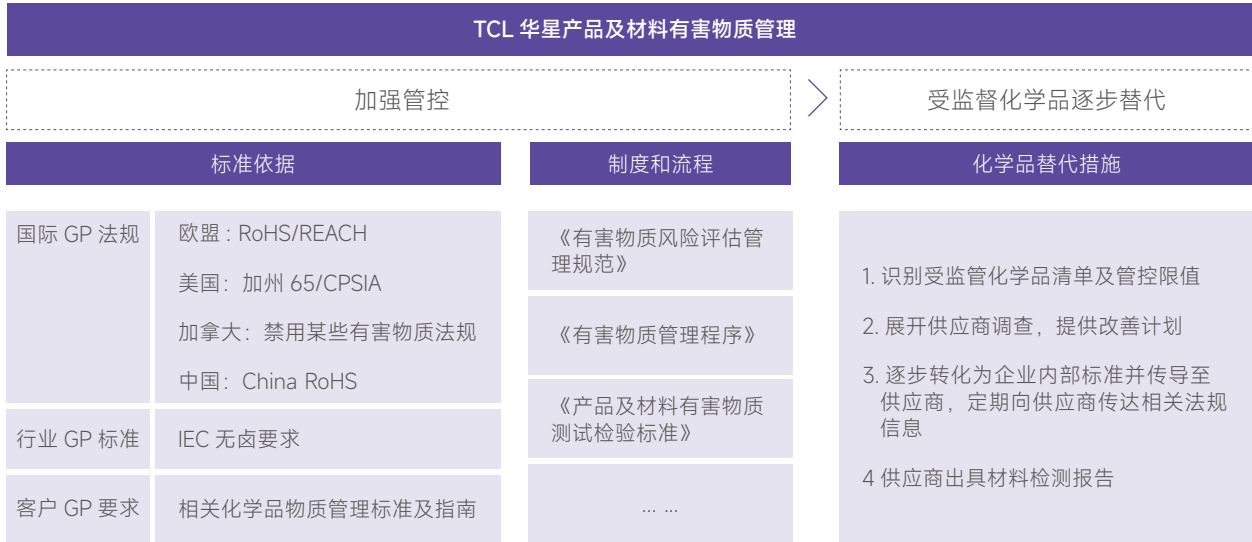 TCL 华星产品及材料有害物质管理
加强管控
受监督化学品逐步替代
标准依据
制度和流程
化学品替代措施
国际 GP 法规
欧盟 : RoHS/REACH
美国：加州 65/CPSIA
加拿大：禁用某些有害物质法规
中国：China RoHS
行业 GP 标准
IEC 无卤要求
客户 GP 要求
相关化学品物质管理标准及指南
《有害物质风险评估管
理规范》
《有害物质管理程序》
《产品及材料有害物质
测试检验标准》
... ...
1. 识别受监管化学品清单及管控限值
2. 展开供应商调查，提供改善计划
3. 逐步转化为企业内部标准并传导至
供应商，定期向供应商传达相关法规
信息
4 供应商出具材料检测报告